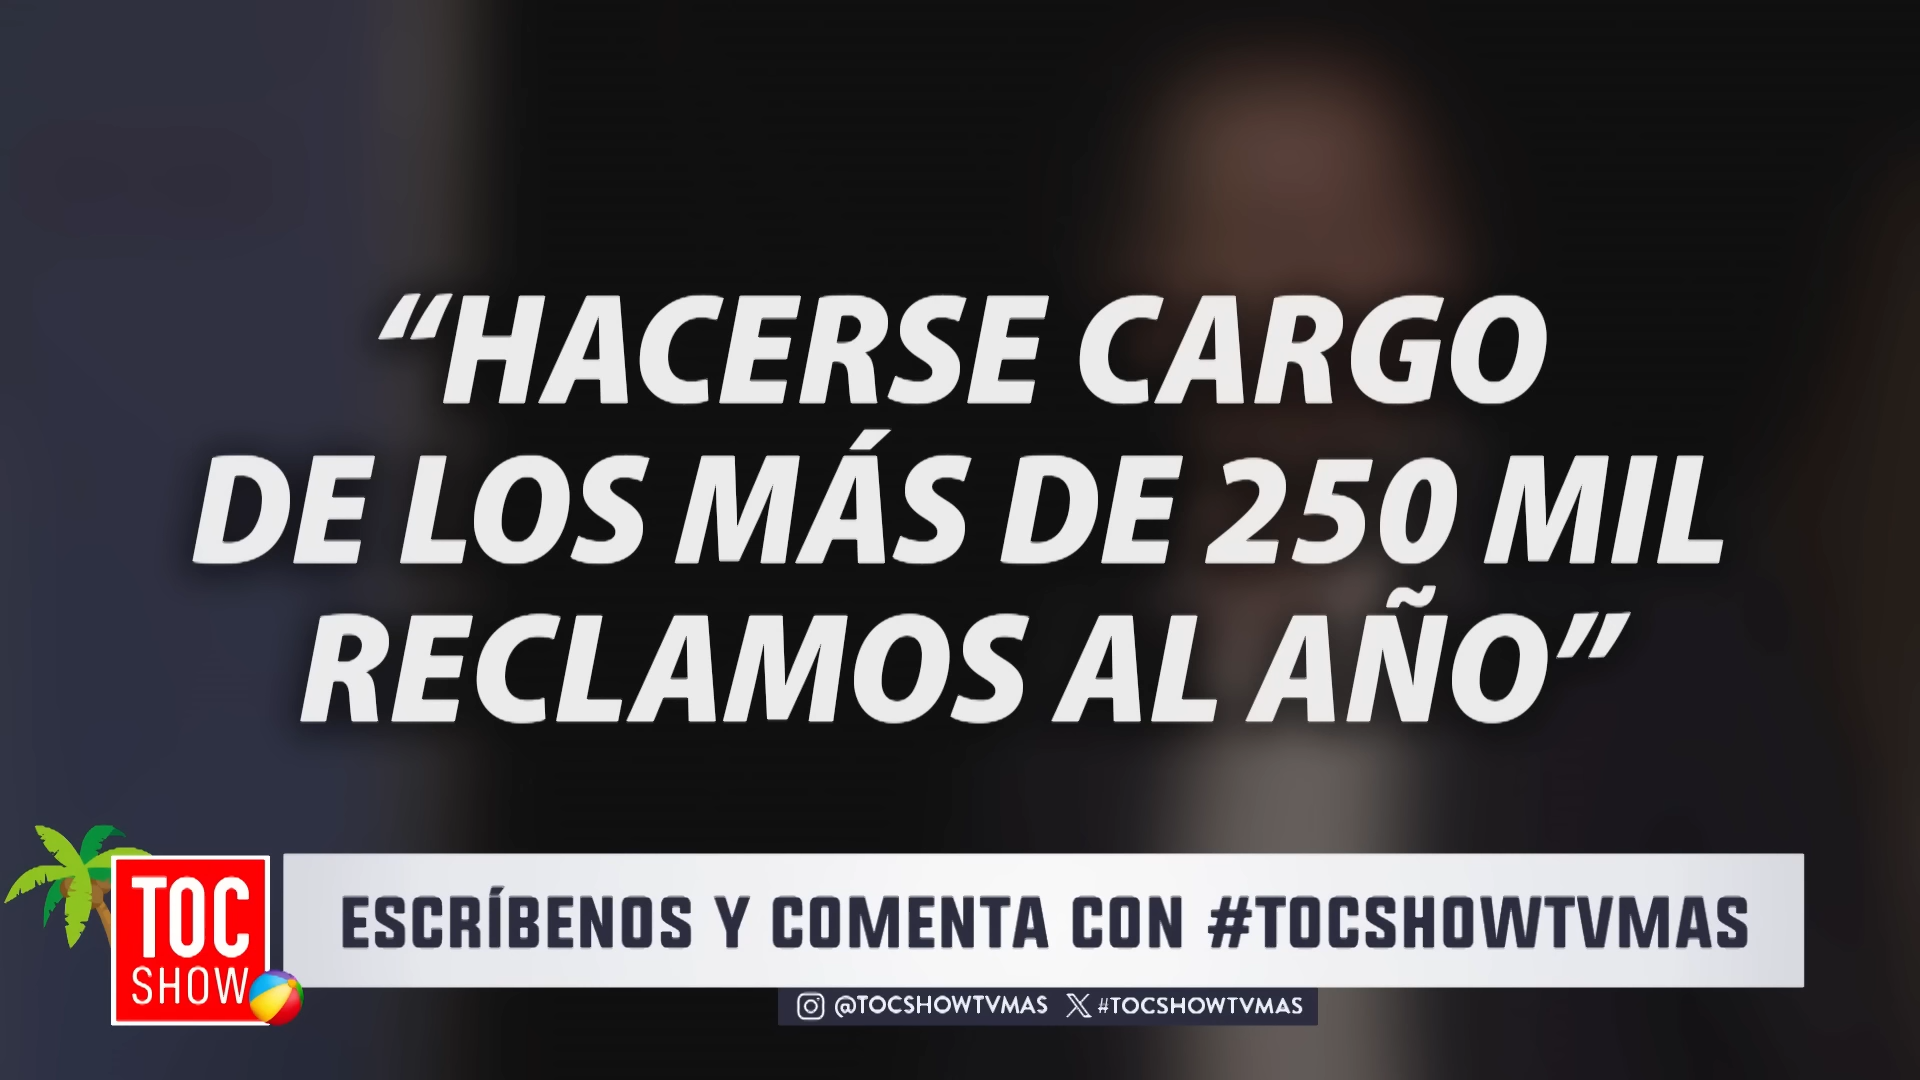 “HACERSE CARGO
DE LOS MÁS DE 250 MIL
RECLAMOS AL AÑO”
TOC
SHOW
ESCRÍBENOS Y COMENTA CON #TOCSHOWTVMAS
@TOCSHOWTVMAS X #TOCSHOWTVMAS